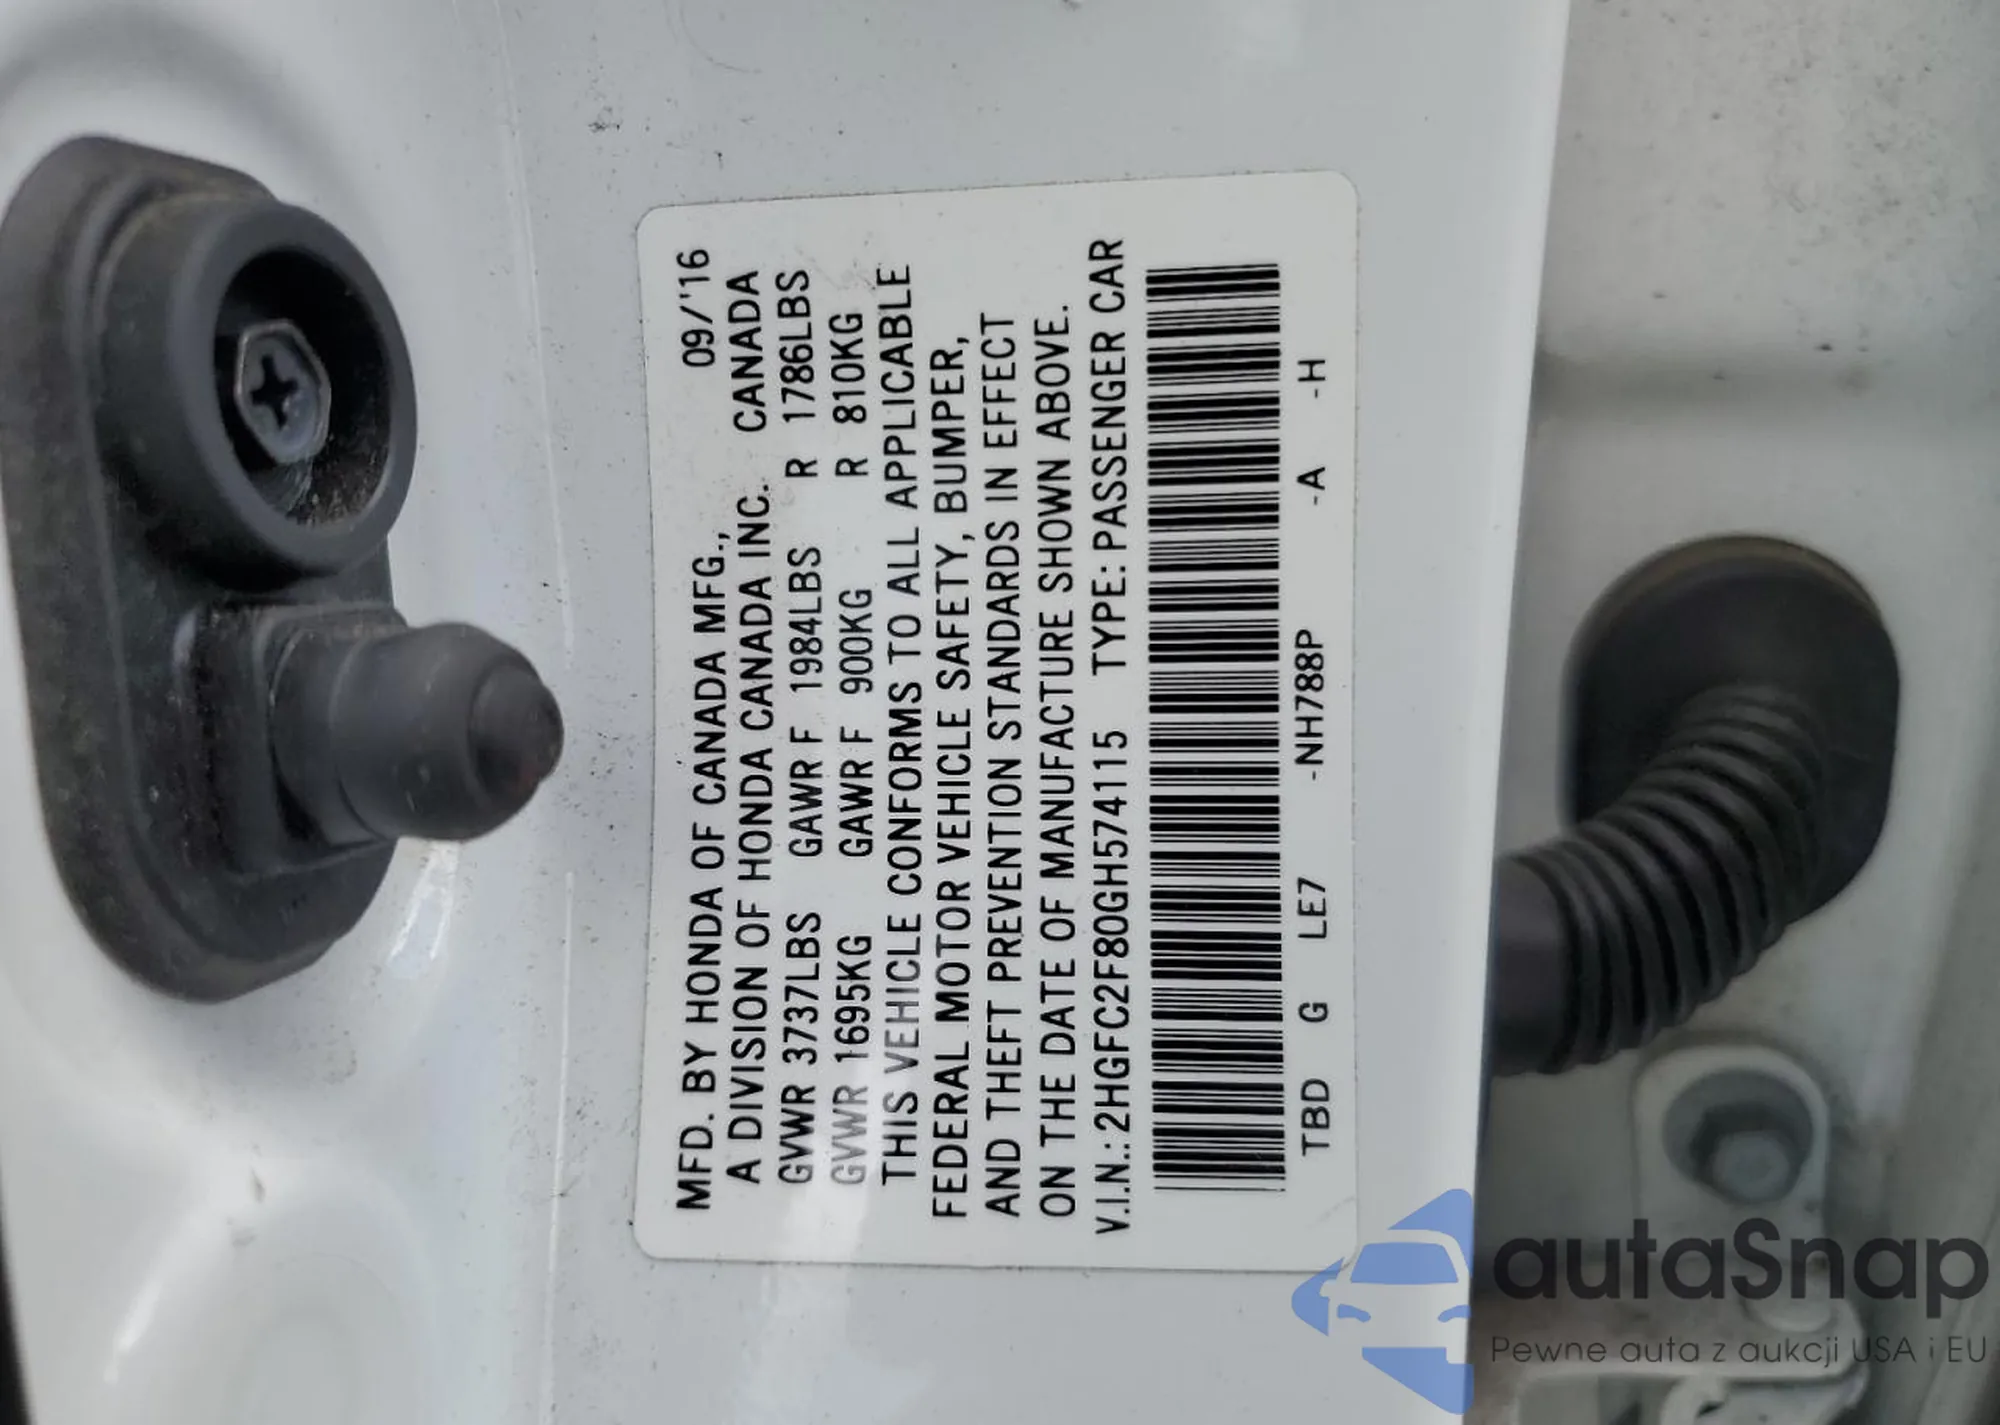 MFD. BY HONDA OF CANADA MFG., 09/'16
A DIVISION OF HONDA CANADA INC. CANADA
GVWR 3737LBS GAWR F 1984LBS R 1786LBS
GVWR 1695KG GAWR F 900KG R 810KG
THIS VEHICLE CONFORMS TO ALL APPLICABLE
FEDERAL MOTOR VEHICLE SAFETY, BUMPER,
AND THEFT PREVENTION STANDARDS IN EFFECT
ON THE DATE OF MANUFACTURE SHOWN ABOVE.
V.I.N.: 2HGFC2F80GH574115 TYPE: PASSENGER CAR
TBD G LE7 -NH788P -A -H
autaSnap
Pewne auta z aukcji USA i EU